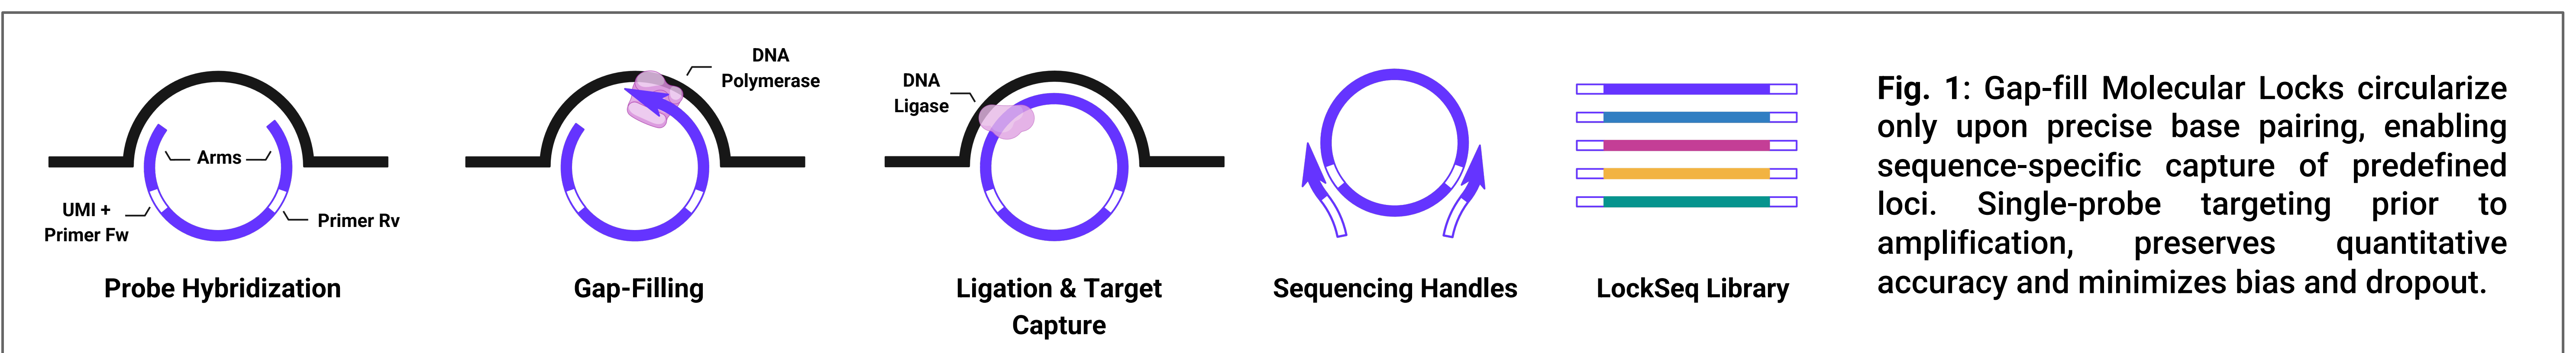 Arms
UMI +
Primer Fw
Primer Rv
Probe Hybridization
DNA
Polymerase
Gap-Filling
DNA
Ligase
Ligation & Target
Capture
Sequencing Handles
LockSeq Library
Fig. 1: Gap-fill Molecular Locks circularize
only upon precise base pairing, enabling
sequence-specific capture of predefined
loci. Single-probe targeting prior to
amplification, preserves quantitative
accuracy and minimizes bias and dropout.